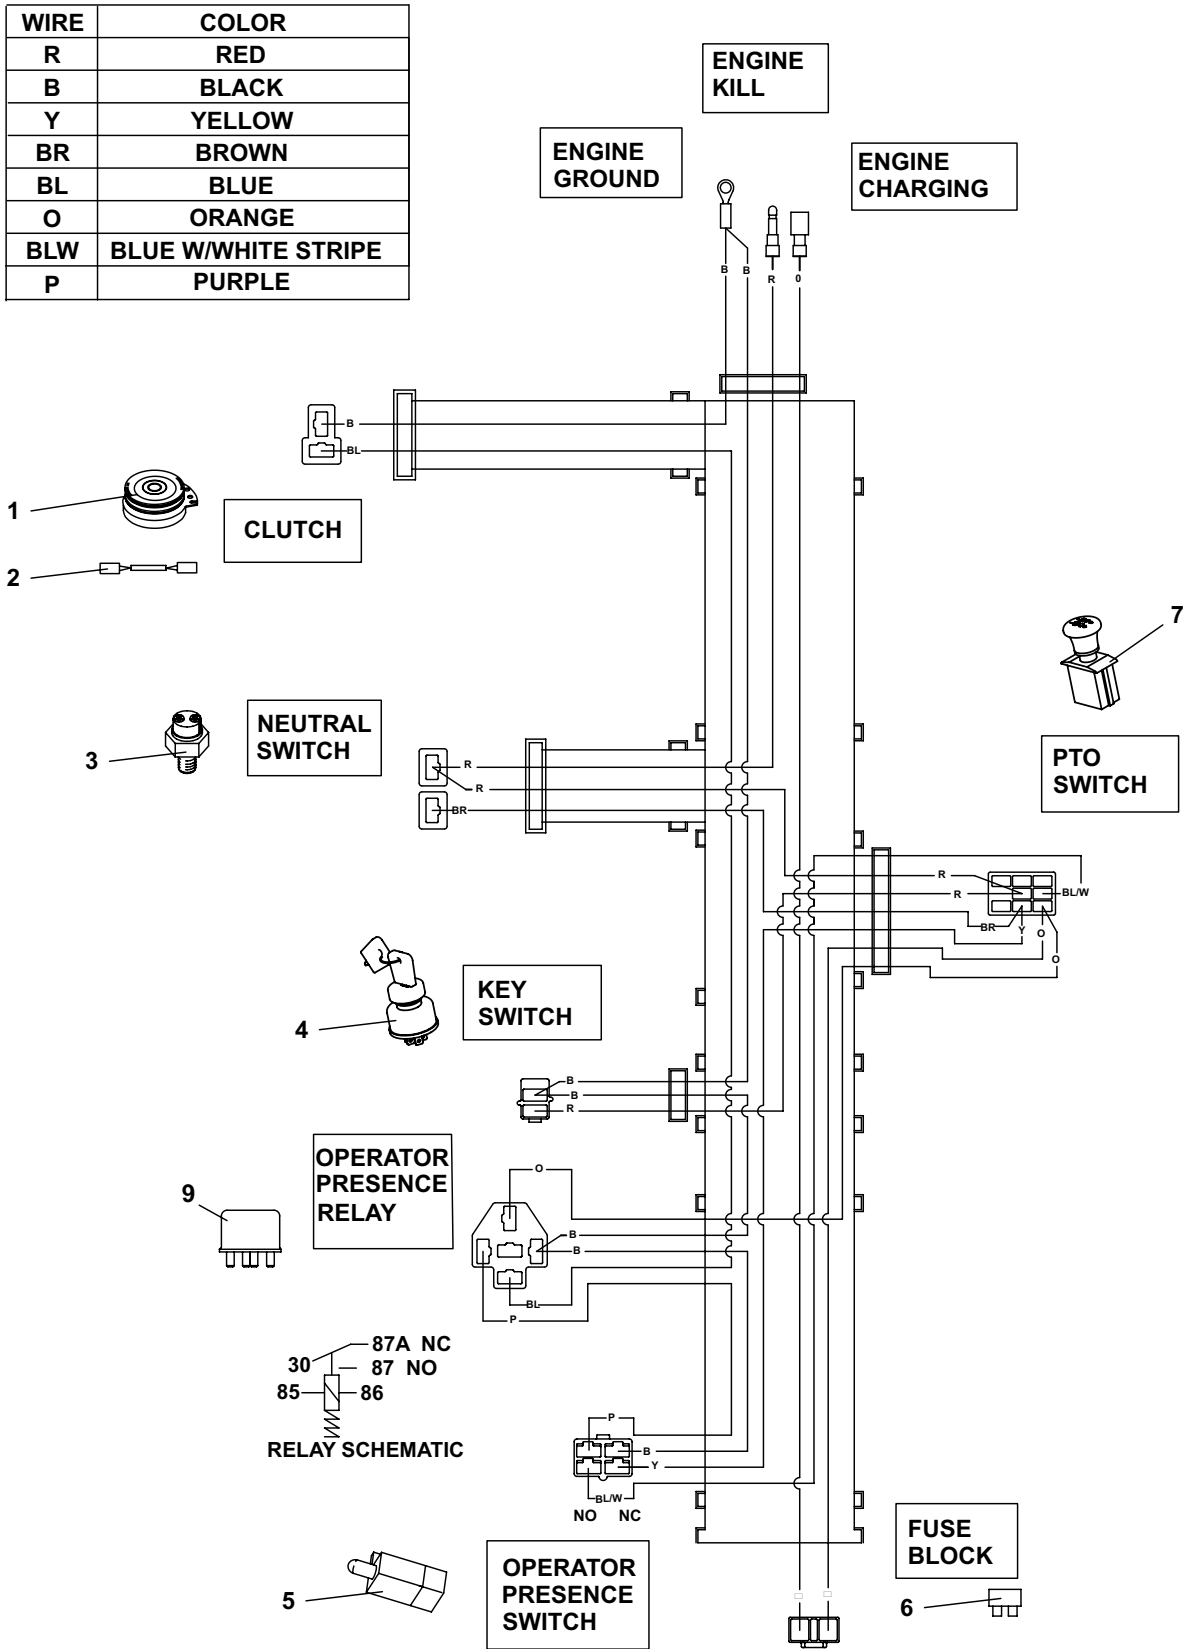 WIRE COLOR
R RED
B BLACK
Y YELLOW
BR BROWN
BL BLUE
O ORANGE
BLW BLUE W/WHITE STRIPE
P PURPLE
ENGINE
KILL
ENGINE
GROUND
ENGINE
CHARGING
B B R 0
B
BL
1
CLUTCH
2
7
NEUTRAL
SWITCH
3
PTO
SWITCH
R
R
BR
R
R
BL/W
BR Y O
O
KEY
SWITCH
4
B
B
R
OPERATOR
PRESENCE
RELAY
9
O
B
B
BL
P
87A NC
30
87 NO
85 86
RELAY SCHEMATIC
P
B
Y
BL/W
NO NC
FUSE
BLOCK
6
OPERATOR
PRESENCE
SWITCH
5